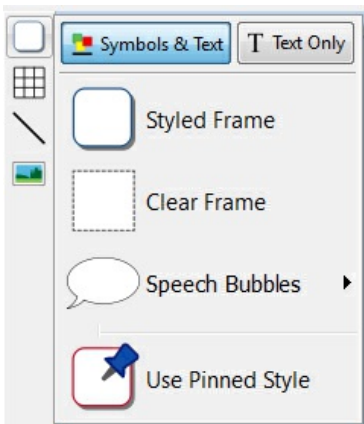 Symbols & Text
T Text Only
Styled Frame
Clear Frame
Speech Bubbles
Use Pinned Style